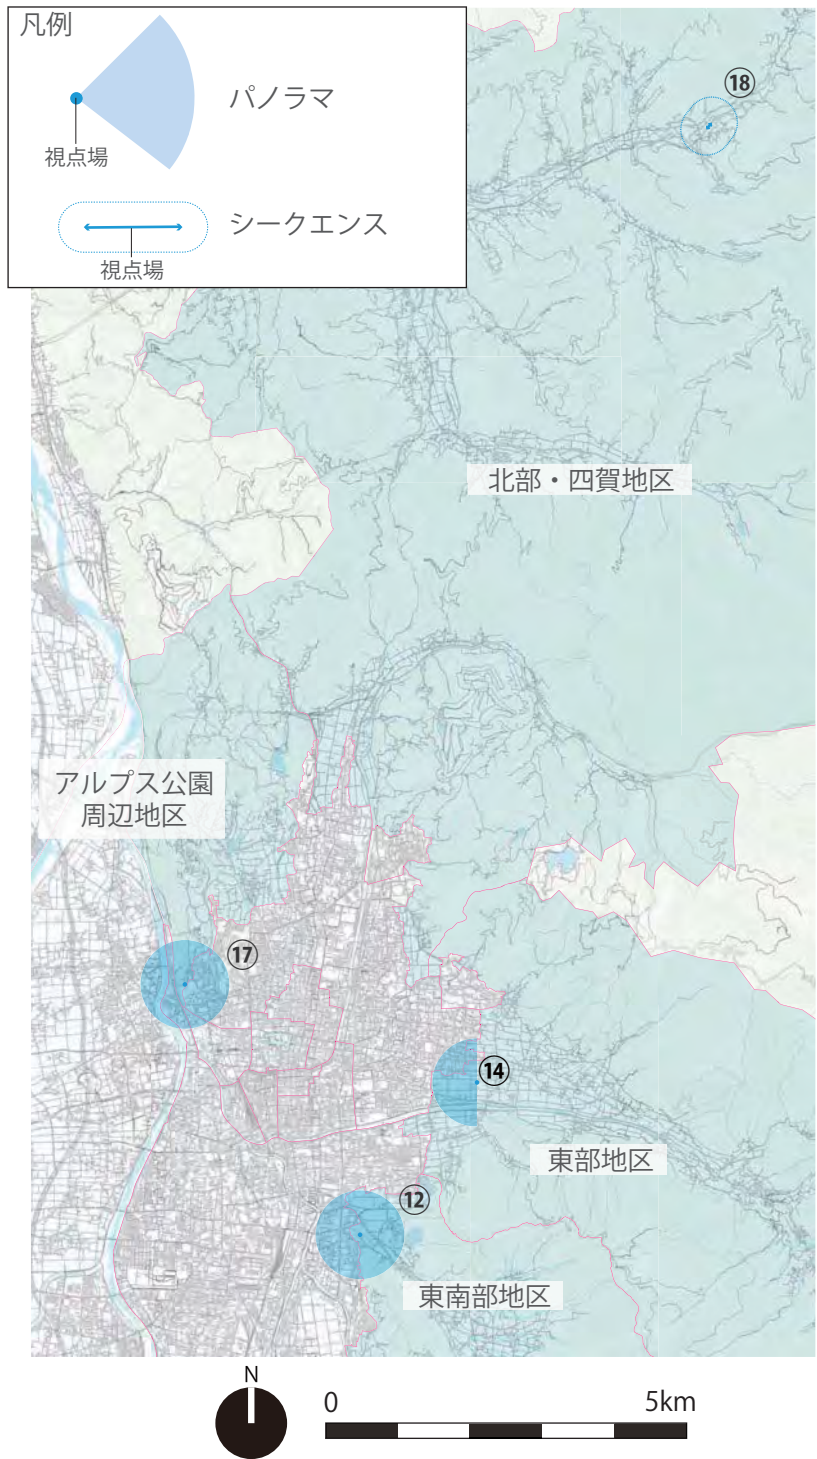 凡例
パノラマ
視点場
シークエンス
視点場
⑱
北部・四賀地区
アルプス公園
周辺地区
⑰
⑭
東部地区
⑫
東南部地区
N
0
5km